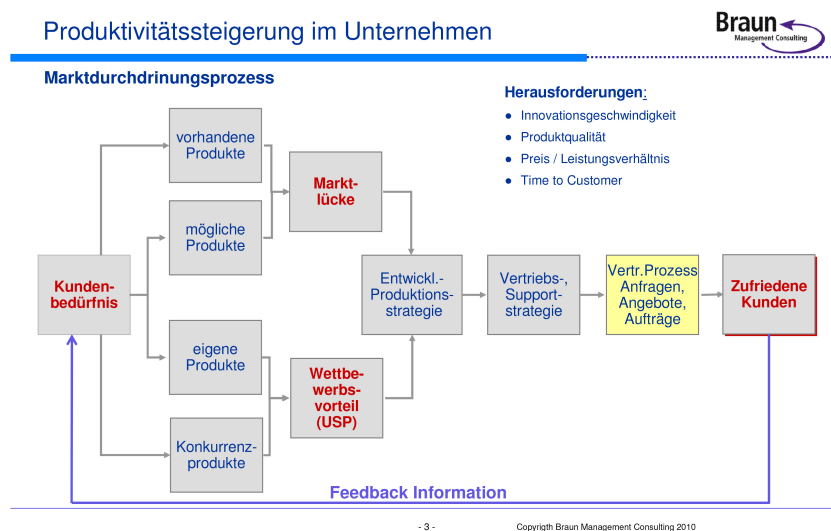 Produktivitätssteigerung im Unternehmen
Braun
Management Consulting
Marktdurchdrinungsprozess
Herausforderungen:
● Innovationsgeschwindigkeit
● Produktqualität
● Preis / Leistungsverhältnis
● Time to Customer
vorhandene
Produkte
mögliche
Produkte
Markt-
lücke
Kunden-
bedürfnis
eigene
Produkte
Konkurrenz-
produkte
Wettbe-
werbs-
vorteil
(USP)
Entwickl.-
Produktions-
strategie
Vertriebs-,
Support-
strategie
Vertr.Prozess
Anfragen,
Angebote,
Aufträge
Zufriedene
Kunden
Feedback Information
- 3 -
Copyrigth Braun Management Consulting 2010